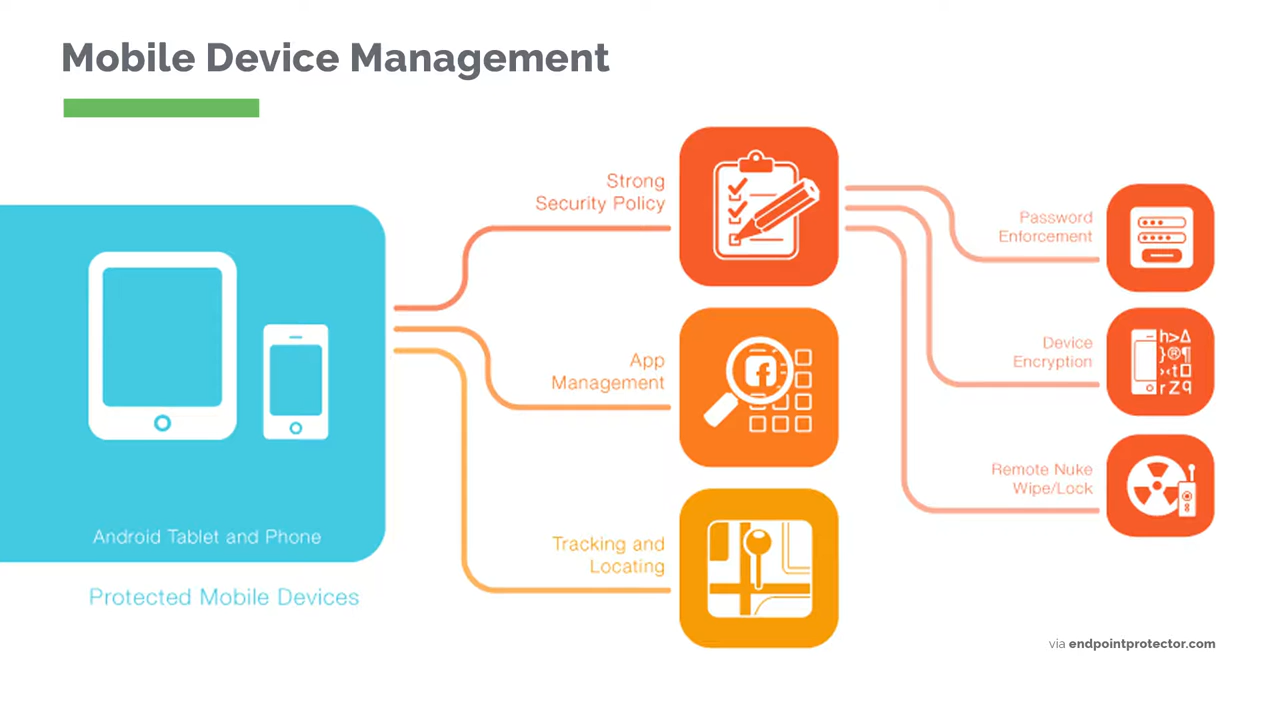 Mobile Device Management
Strong
Security Policy
Password
Enforcement
App
Management
Device
Encryption
h>Δ
}®¶
›‹t□
rZq
Remote Nuke
Wipe/Lock
Android Tablet and Phone
Tracking and
Locating
Protected Mobile Devices
via endpointprotector.com